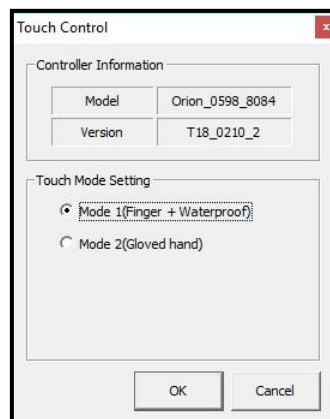 Touch Control
x
Controller Information
Model Orion_0598_8084
Version T18_0210_2
Touch Mode Setting
Mode 1(Finger + Waterproof)
Mode 2(Gloved hand)
OK Cancel